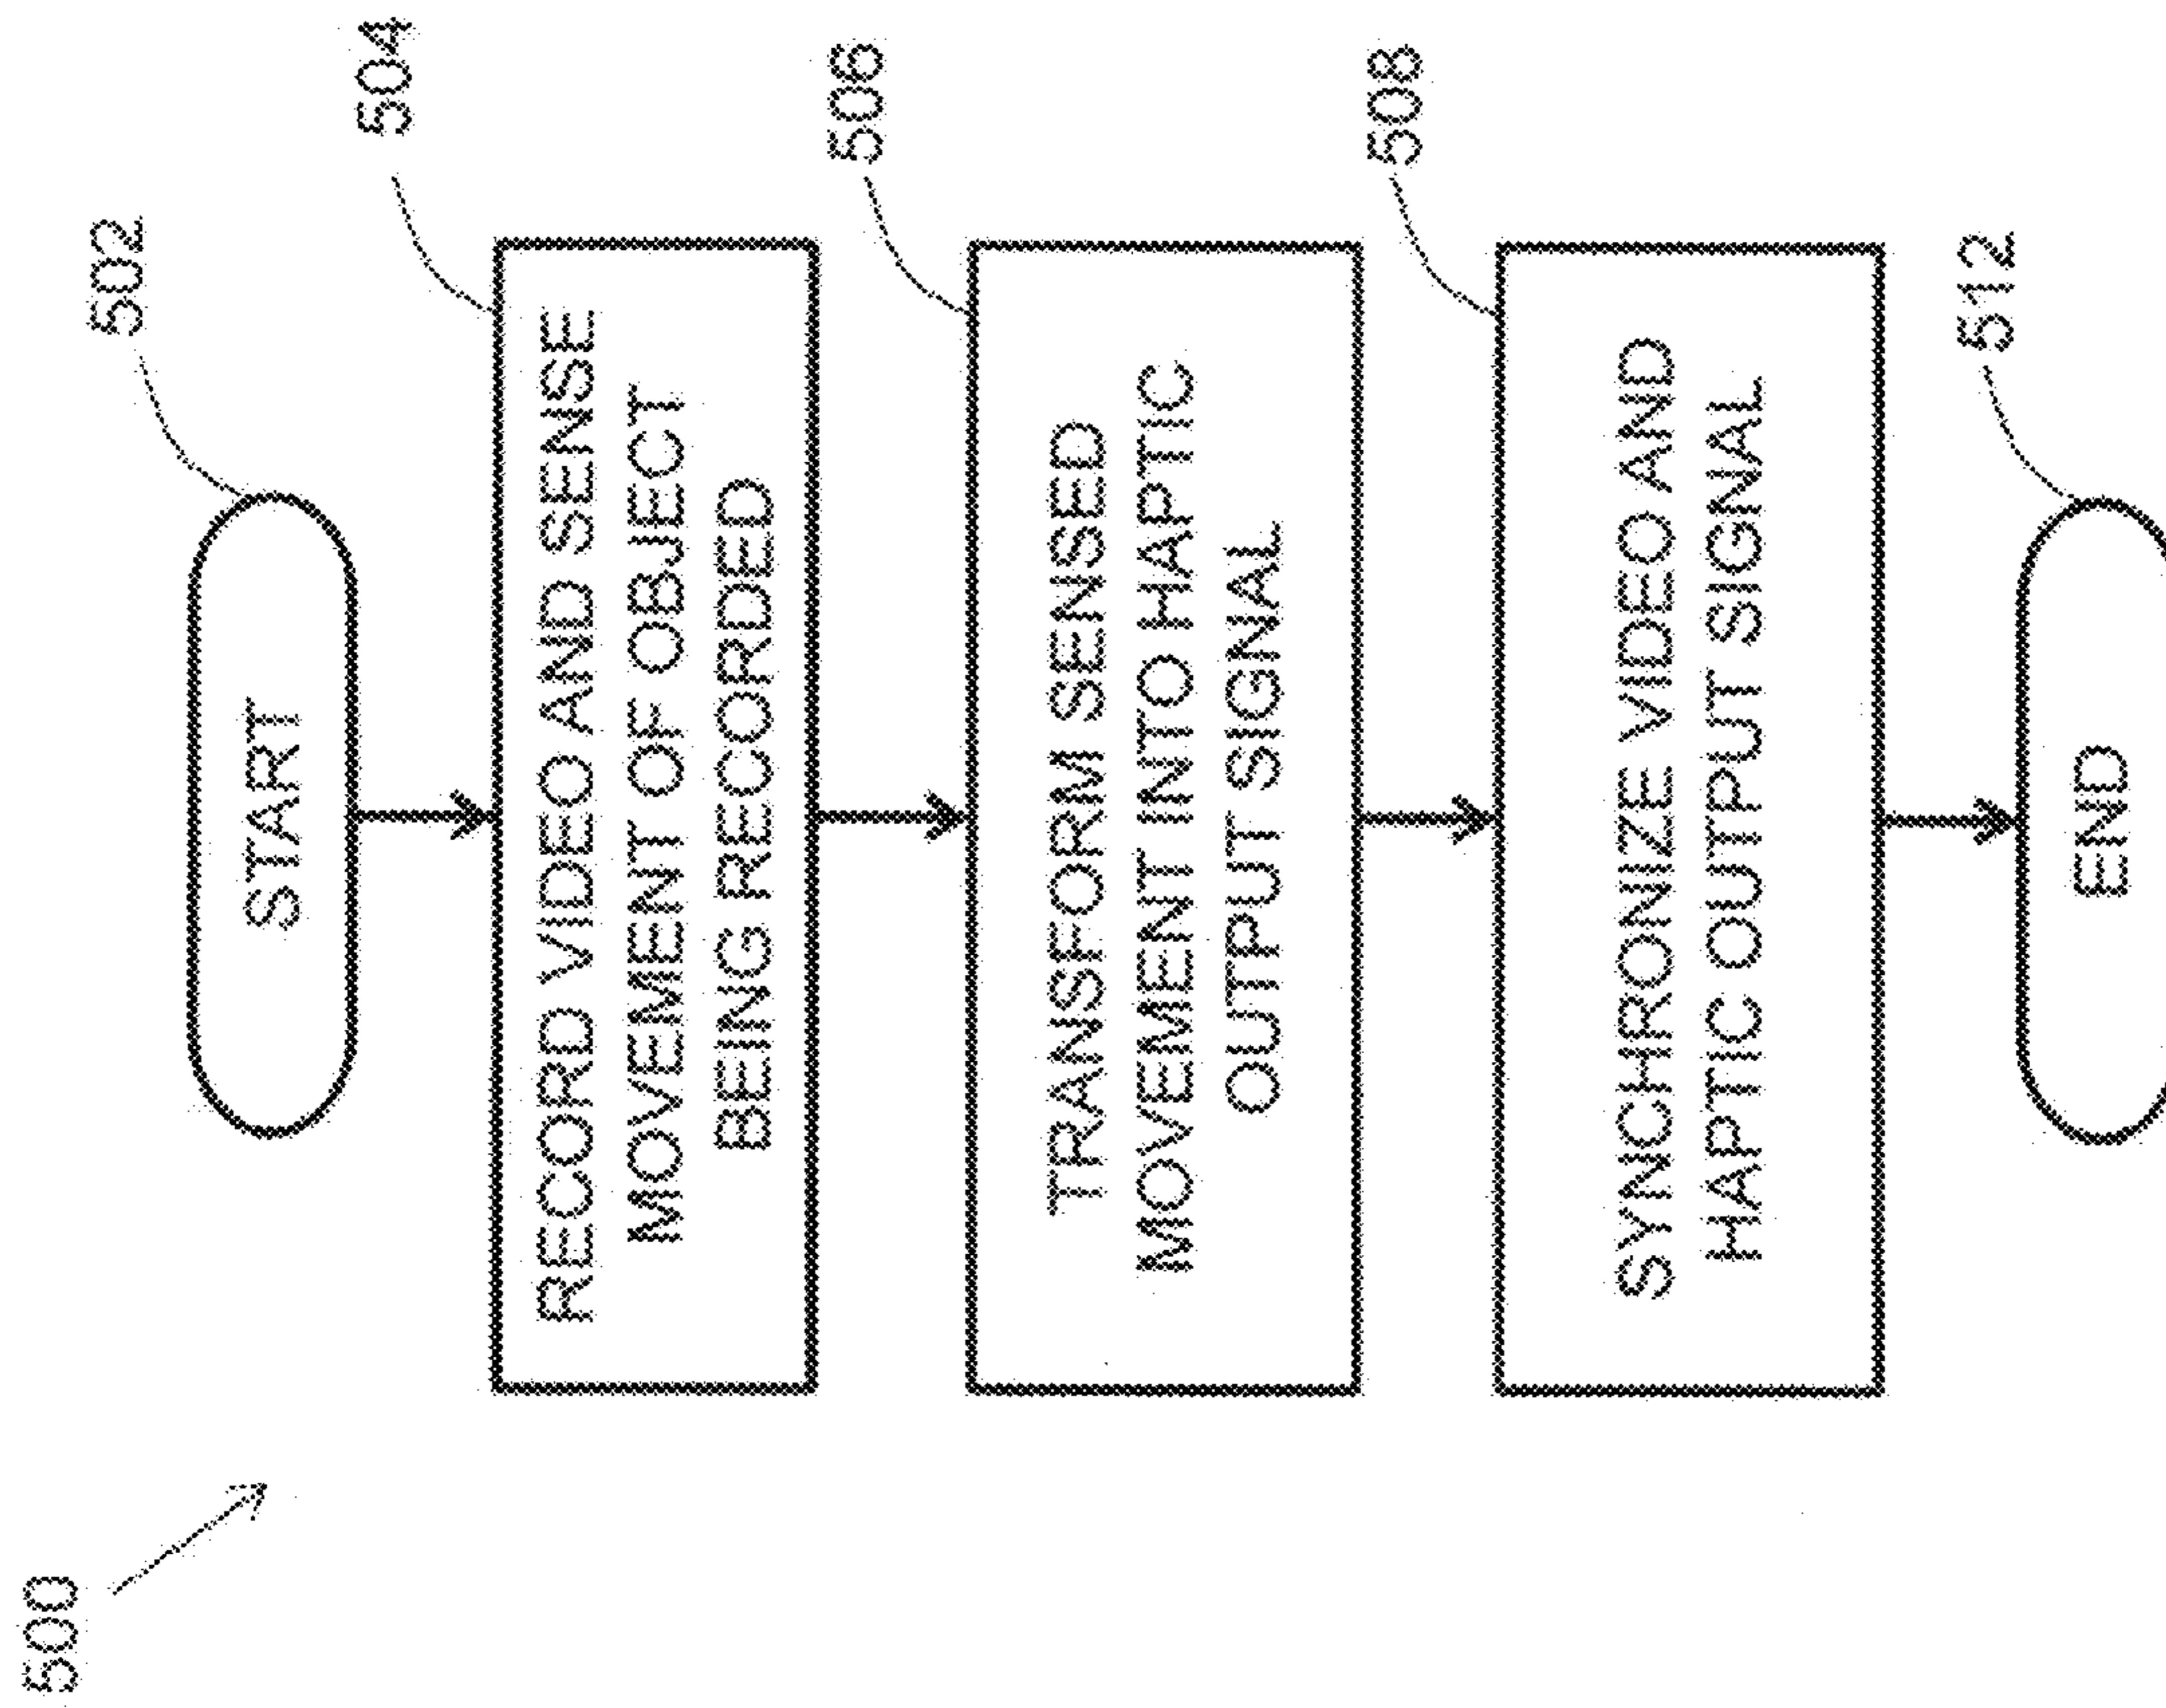 500
502
START
504
RECORD VIDEO AND SENSE
MOVEMENT OF OBJECT
BEING RECORDED
506
TRANSFORM SENSED
MOVEMENT INTO HAPTIC
OUTPUT SIGNAL
508
SYNCHRONIZE VIDEO AND
HAPTIC OUTPUT SIGNAL
512
END